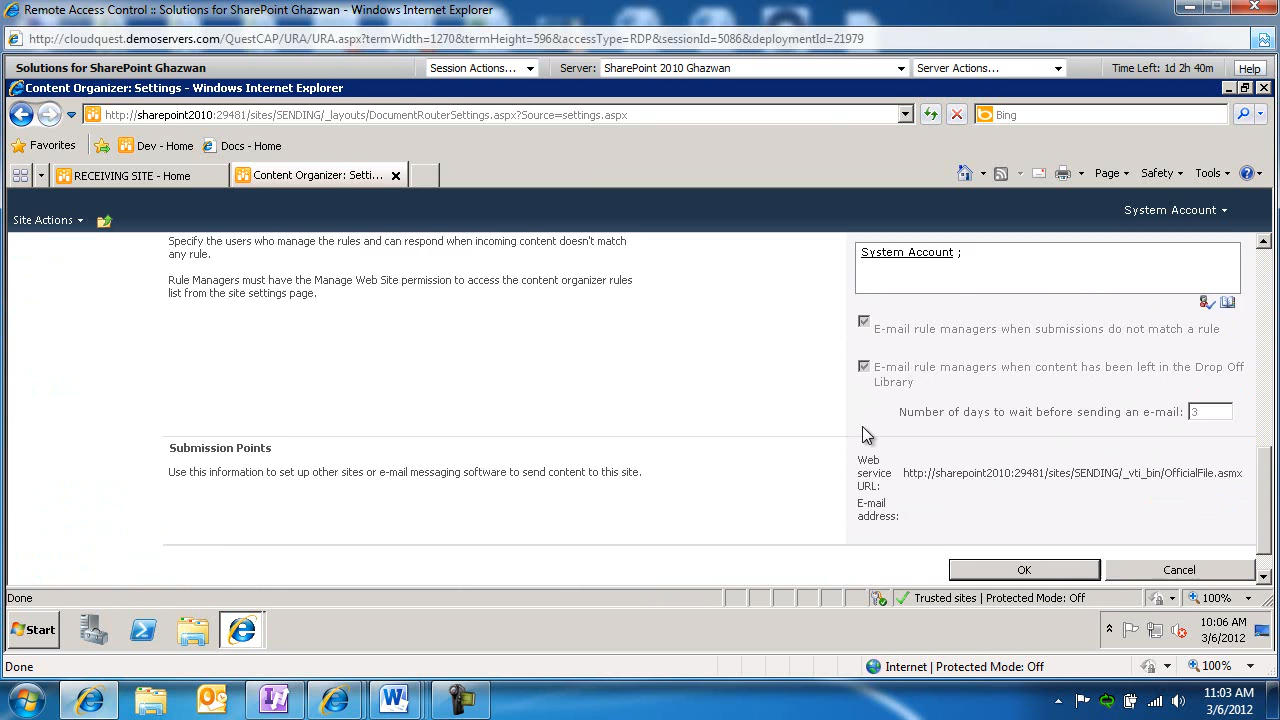 Remote Access Control :: Solutions for SharePoint Ghazwan - Windows Internet Explorer
http://cloudquest.demoservers.com/QuestCAP/URA/URA.aspx?termWidth=1270&termHeight=596&accessType=RDP&sessionId=5086&deploymentId=21979
Solutions for SharePoint Ghazwan
Session Actions...
Server: SharePoint 2010 Ghazwan
Server Actions...
Time Left: 1d 2h 40m
Help
Content Organizer: Settings - Windows Internet Explorer
http://sharepoint2010:29481/sites/SENDING/_layouts/DocumentRouterSettings.aspx?Source=settings.aspx
Bing
Favorites
Dev - Home
Docs - Home
RECEIVING SITE - Home
Content Organizer: Setti...
Page
Safety
Tools
Site Actions
System Account
Specify the users who manage the rules and can respond when incoming content doesn't match
any rule.
Rule Managers must have the Manage Web Site permission to access the content organizer rules
list from the site settings page.
System Account ;
E-mail rule managers when submissions do not match a rule
E-mail rule managers when content has been left in the Drop Off
Library
Number of days to wait before sending an e-mail: 3
Submission Points
Use this information to set up other sites or e-mail messaging software to send content to this site.
Web
service
URL:
http://sharepoint2010:29481/sites/SENDING/_vti_bin/OfficialFile.asmx
E-mail
address:
OK
Cancel
Done
Trusted sites | Protected Mode: Off
100%
Start
10:06 AM
3/6/2012
Done
Internet | Protected Mode: Off
100%
11:03 AM
3/6/2012